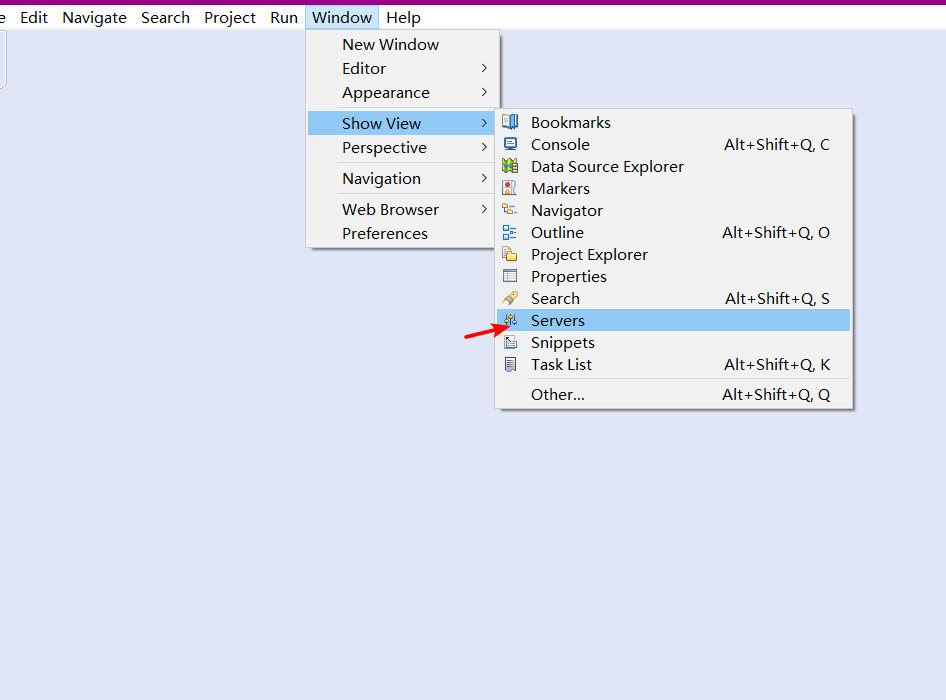 e Edit Navigate Search Project Run Window Help
New Window
Editor
Appearance
Show View
Perspective
Navigation
Web Browser
Preferences
Bookmarks
Console Alt+Shift+Q, C
Data Source Explorer
Markers
Navigator
Outline Alt+Shift+Q, O
Project Explorer
Properties
Search Alt+Shift+Q, S
Servers
Snippets
Task List Alt+Shift+Q, K
Other... Alt+Shift+Q, Q